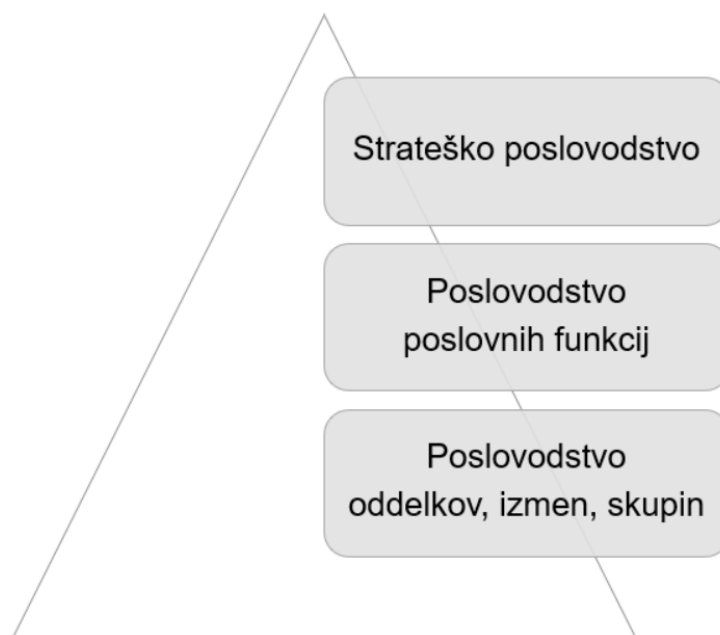 Strateško poslovodstvo
Poslovodstvo
poslovnih funkcij
Poslovodstvo
oddelkov, izmen, skupin